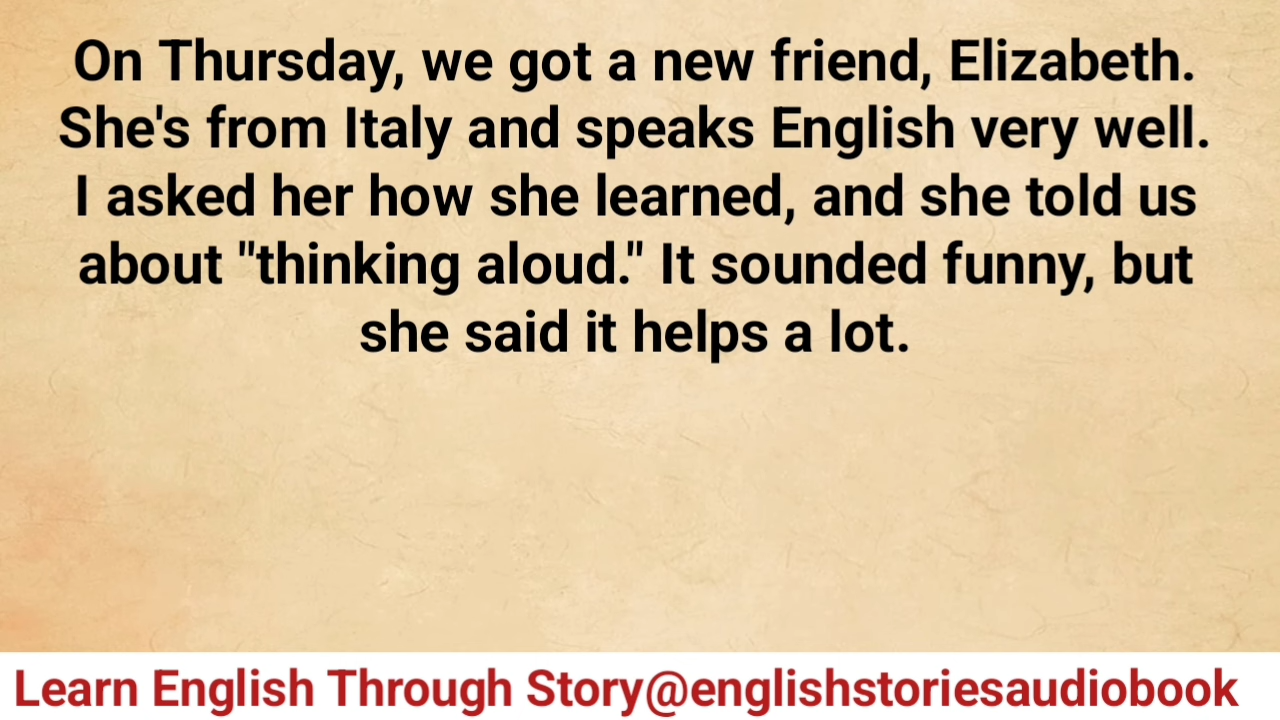 On Thursday, we got a new friend, Elizabeth.
She's from Italy and speaks English very well.
I asked her how she learned, and she told us
about "thinking aloud." It sounded funny, but
she said it helps a lot.
Learn English Through Story@englishstoriesaudiobook